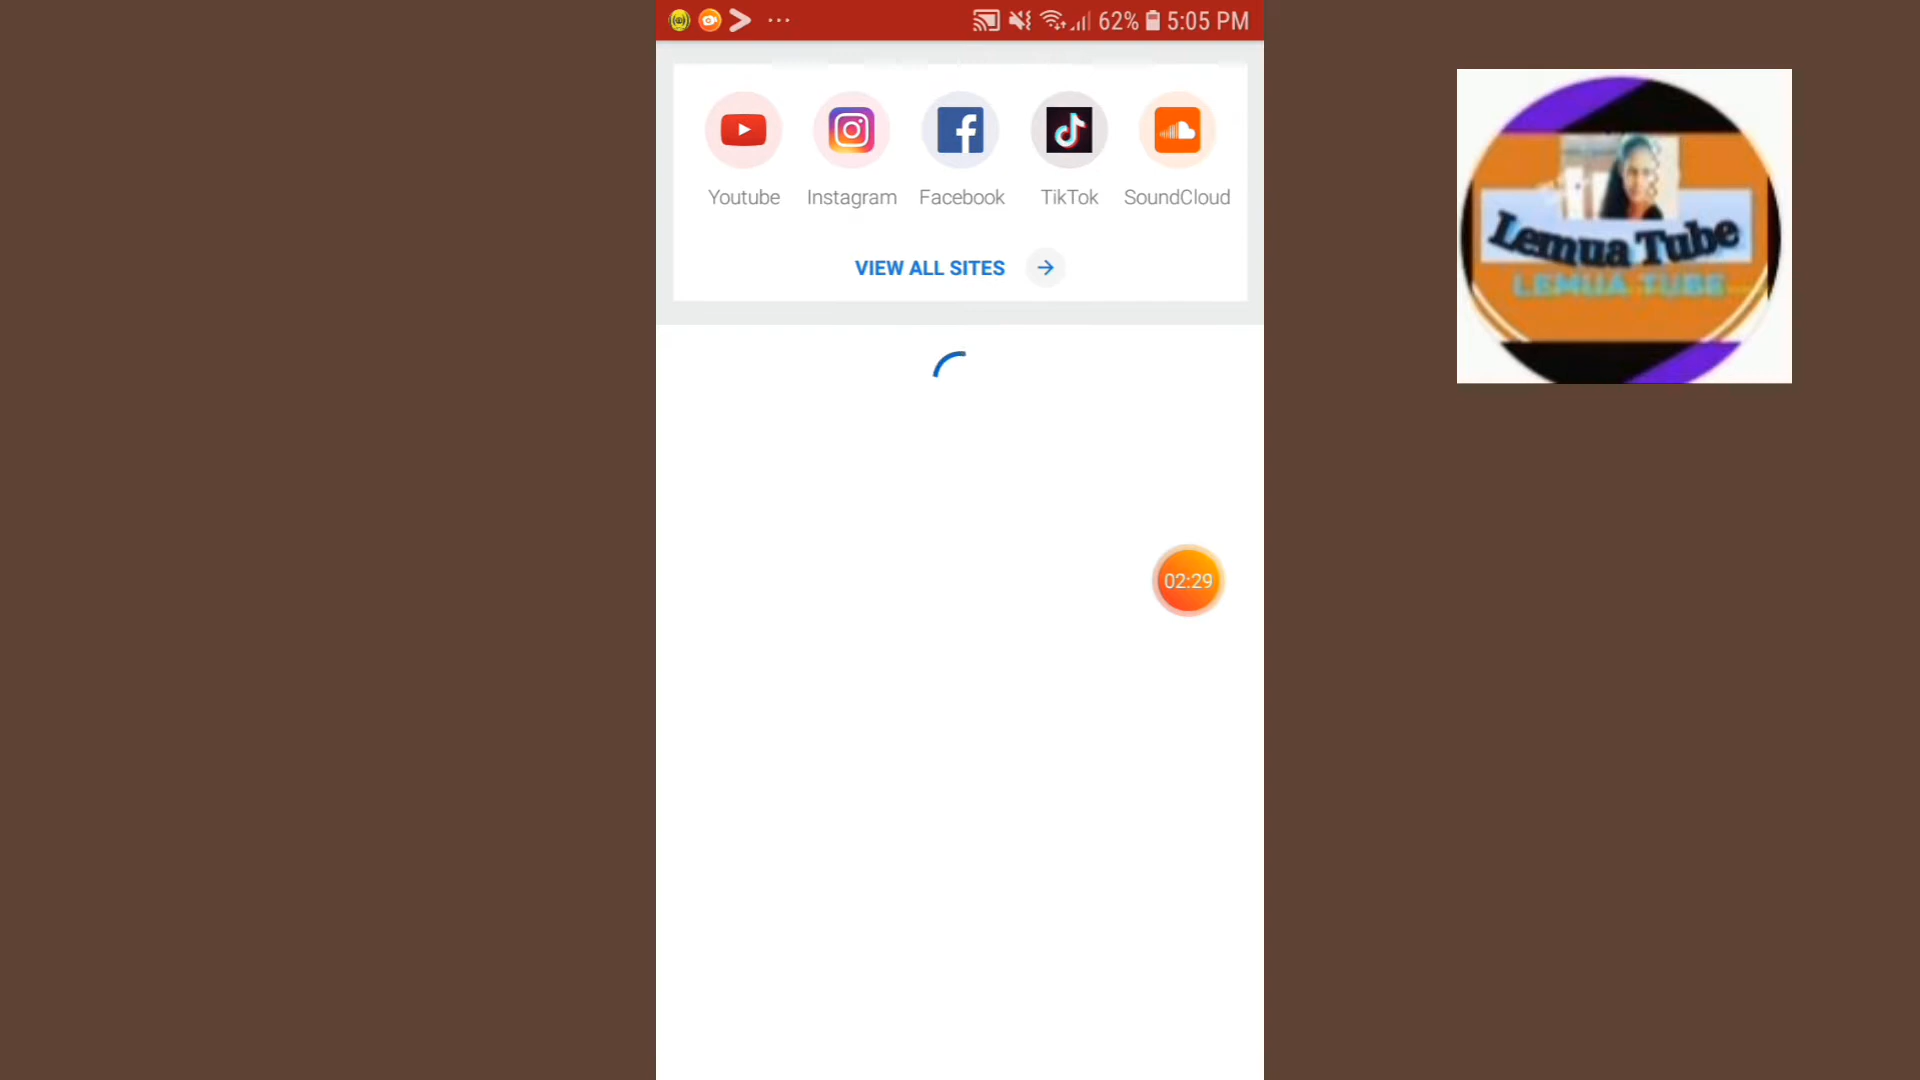 62% 5:05 PM
Youtube Instagram Facebook TikTok SoundCloud
VIEW ALL SITES
02:29
Lemua Tube
LEMUA TUBE